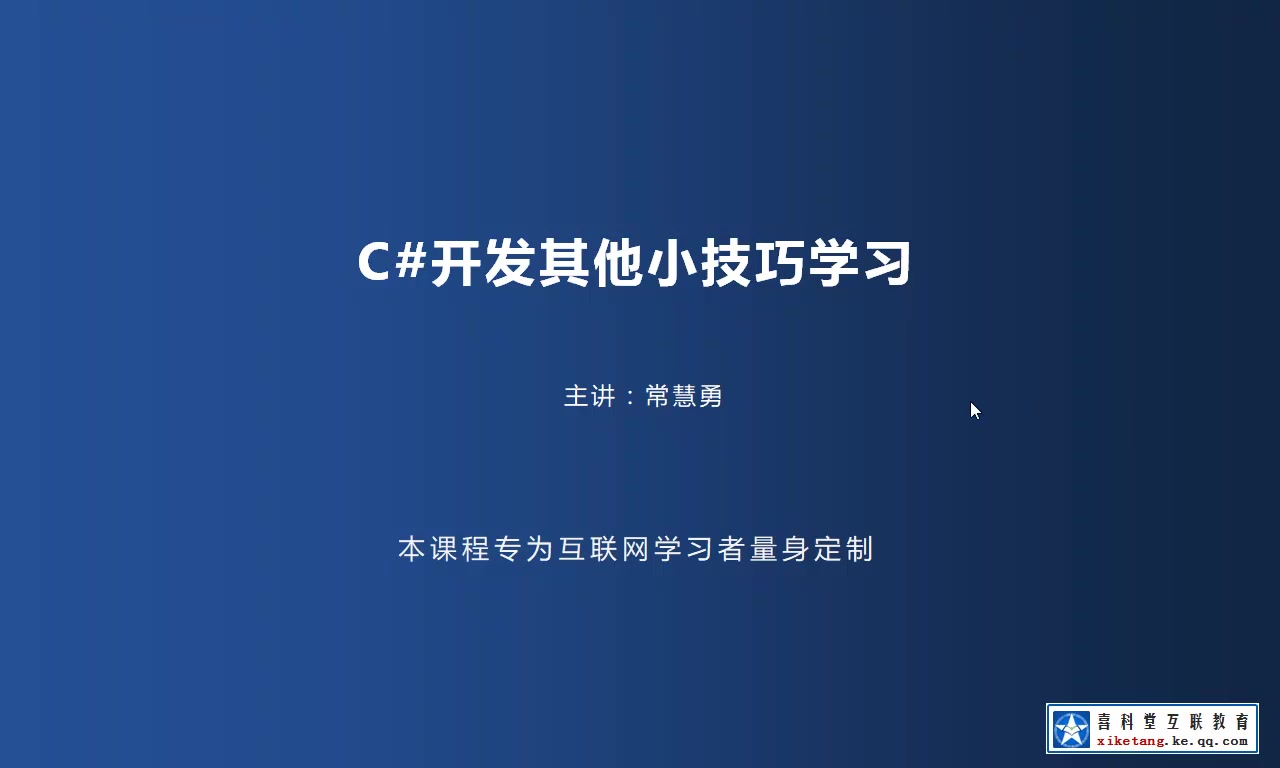 C#开发其他小技巧学习
主讲：常慧勇
本课程专为互联网学习者量身定制
喜科堂互联教育
xiketang.ke.qq.com